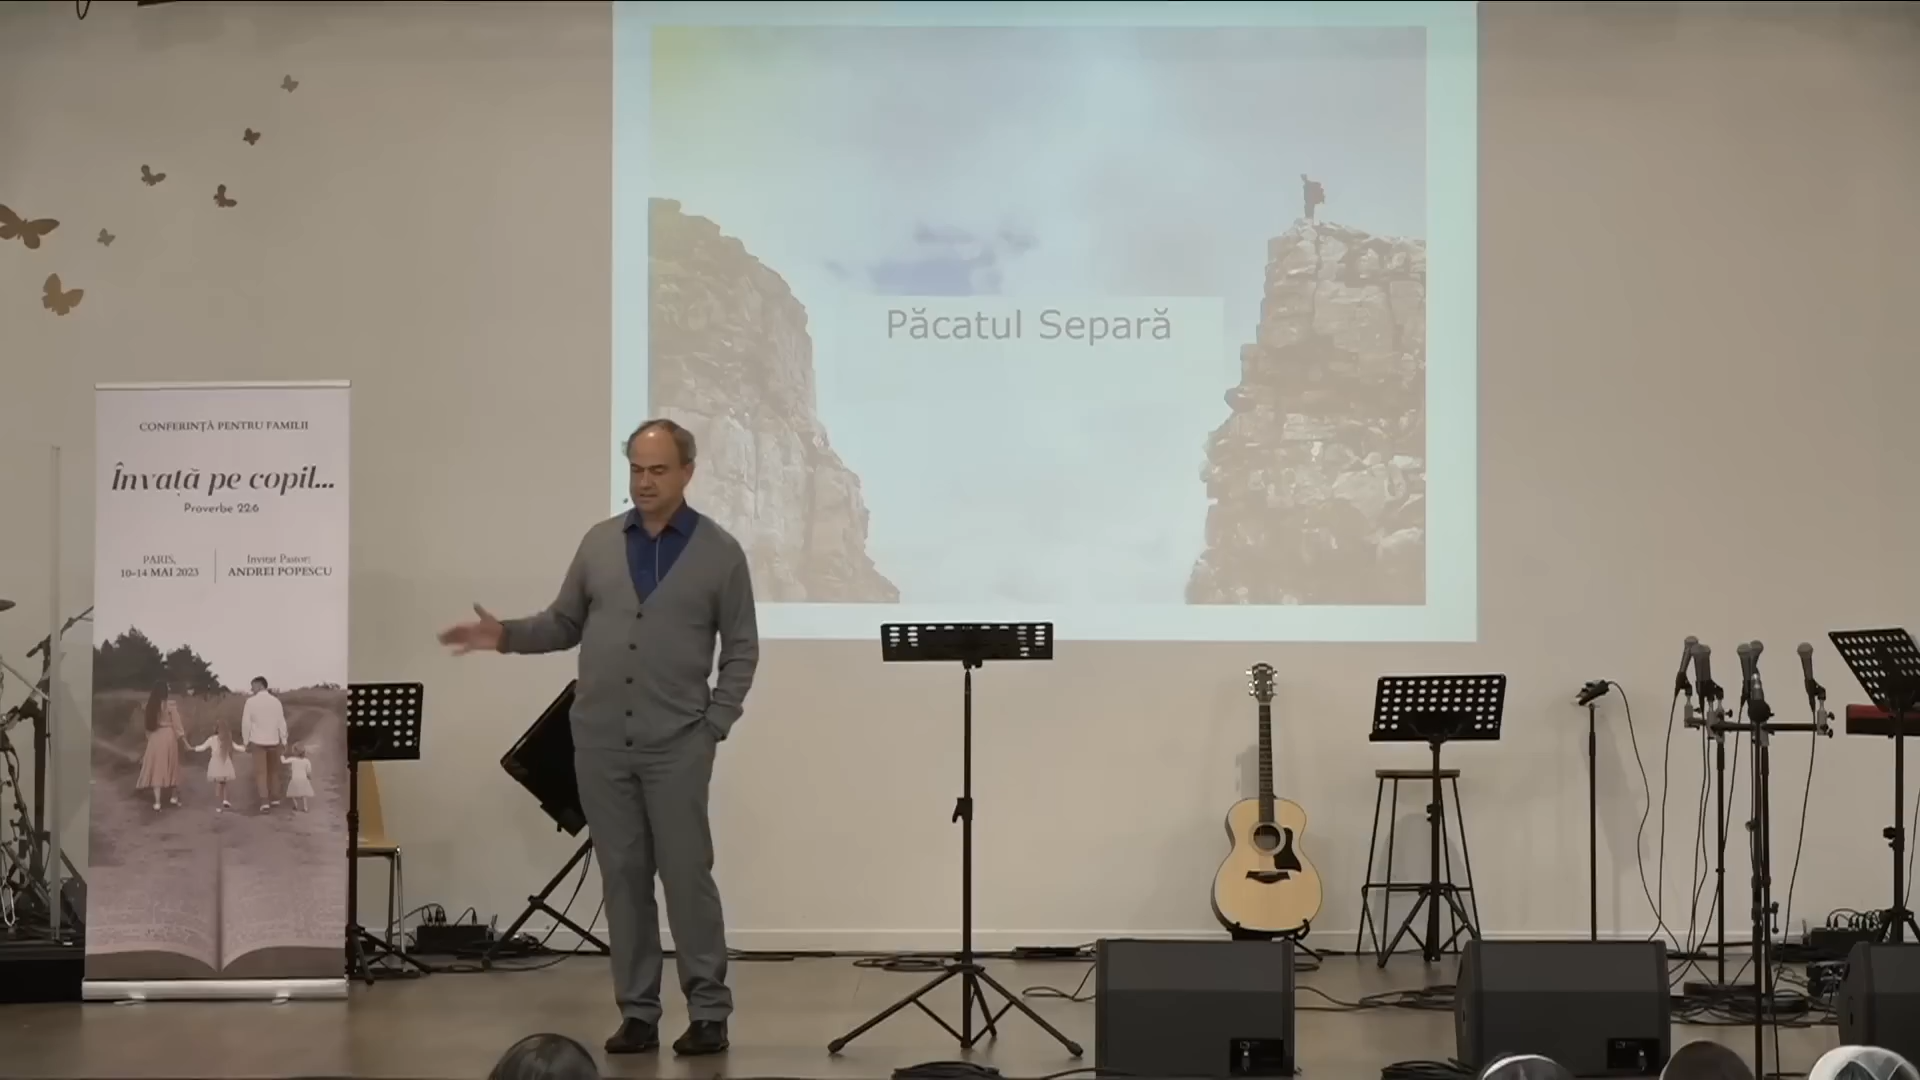 Păcatul Separă
CONFERINȚĂ PENTRU FAMILII
Învață pe copil...
Proverbe 22:6
PARIS,
10-14 MAI 2023
Invitat Pastor:
ANDREI POPESCU